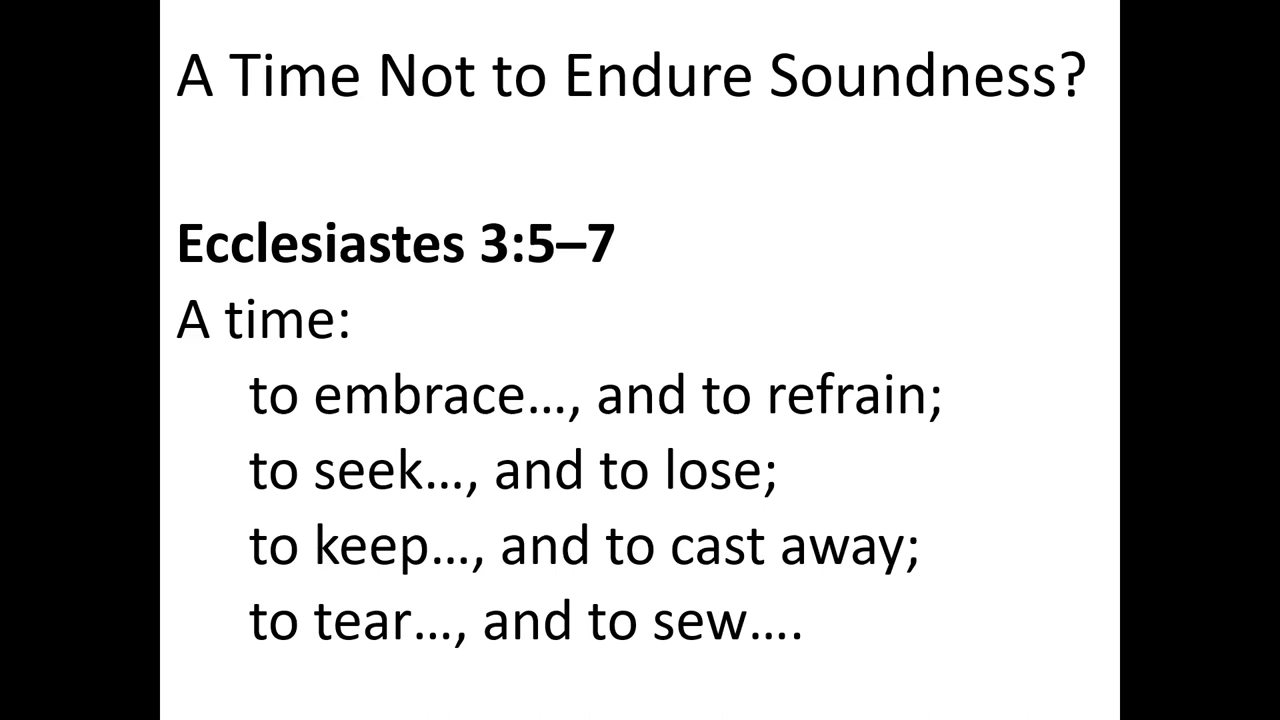 A Time Not to Endure Soundness?
Ecclesiastes 3:5–7
A time:
to embrace…, and to refrain;
to seek…, and to lose;
to keep…, and to cast away;
to tear…, and to sew….